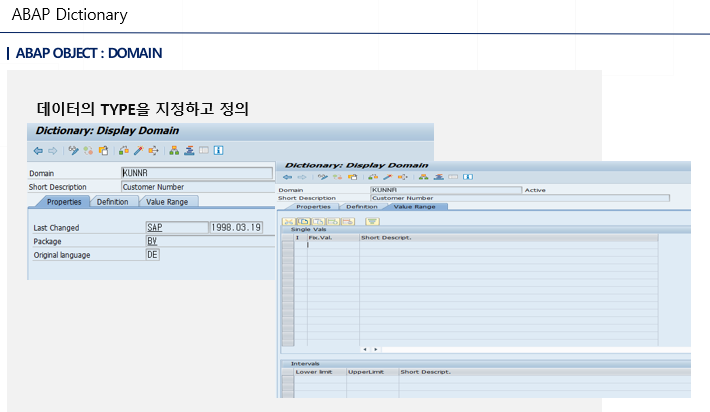 ABAP Dictionary
ABAP OBJECT : DOMAIN
데이터의 TYPE을 지정하고 정의
Dictionary: Display Domain
Domain KUNNR
Short Description Customer Number
Properties Definition Value Range
Last Changed SAP 1998.03.19
Package BV
Original language DE
Dictionary: Display Domain
Domain KUNNR Active
Short Description Customer Number
Properties Definition Value Range
Single Vals
I Fix.Val. Short Descript.
Intervals
Lower limit UpperLimit Short Descript.